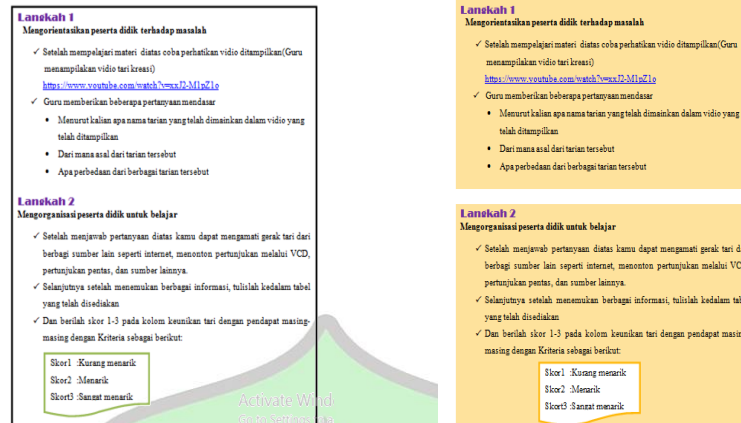 Langkah 1
Mengorientasikan peserta didik terhadap masalah
✓ Setelah mempelajari materi diatas coba perhatikan vidio ditampilkan(Guru
menampilakan vidio tari kreasi)
https://www.youtube.com/watch?v=xxJ2-M1pZ1o
✓ Guru memberikan beberapa pertanyaan mendasar
• Menurut kalian apa nama tarian yang telah dimainkan dalam vidio yang
telah ditampilkan
• Dari mana asal dari tarian tersebut
• Apa perbedaan dari berbagai tarian tersebut
Langkah 2
Mengorganisasi peserta didik untuk belajar
✓ Setelah menjawab pertanyaan diatas kamu dapat mengamati gerak tari dari
berbagi sumber lain seperti internet, menonton pertunjukan melalui VCD,
pertunjukan pentas, dan sumber lainnya.
✓ Selanjutnya setelah menemukan berbagai informasi, tulislah kedalam tabel
yang telah disediakan
✓ Dan berilah skor 1-3 pada kolom keunikan tari dengan pendapat masing-
masing dengan Kriteria sebagai berikut:
Skor1 :Kurang menarik
Skor2 :Menarik
Skort3 :Sangat menarik
Activate Wind
Go to Settings
Langkah 1
Mengorientasikan peserta didik terhadap masalah
✓ Setelah mempelajari materi diatas coba perhatikan vidio ditampilkan(Guru
menampilakan vidio tari kreasi)
https://www.youtube.com/watch?v=xxJ2-M1pZ1o
✓ Guru memberikan beberapa pertanyaan mendasar
• Menurut kalian apa nama tarian yang telah dimainkan dalam vidio yang
telah ditampilkan
• Dari mana asal dari tarian tersebut
• Apa perbedaan dari berbagai tarian tersebut
Langkah 2
Mengorganisasi peserta didik untuk belajar
✓ Setelah menjawab pertanyaan diatas kamu dapat mengamati gerak tari da
berbagi sumber lain seperti internet, menonton pertunjukan melalui VC
pertunjukan pentas, dan sumber lainnya.
✓ Selanjutnya setelah menemukan berbagai informasi, tulislah kedalam tab
yang telah disediakan
✓ Dan berilah skor 1-3 pada kolom keunikan tari dengan pendapat masin
masing dengan Kriteria sebagai berikut:
Skor1 :Kurang menarik
Skor2 :Menarik
Skort3 :Sangat menarik